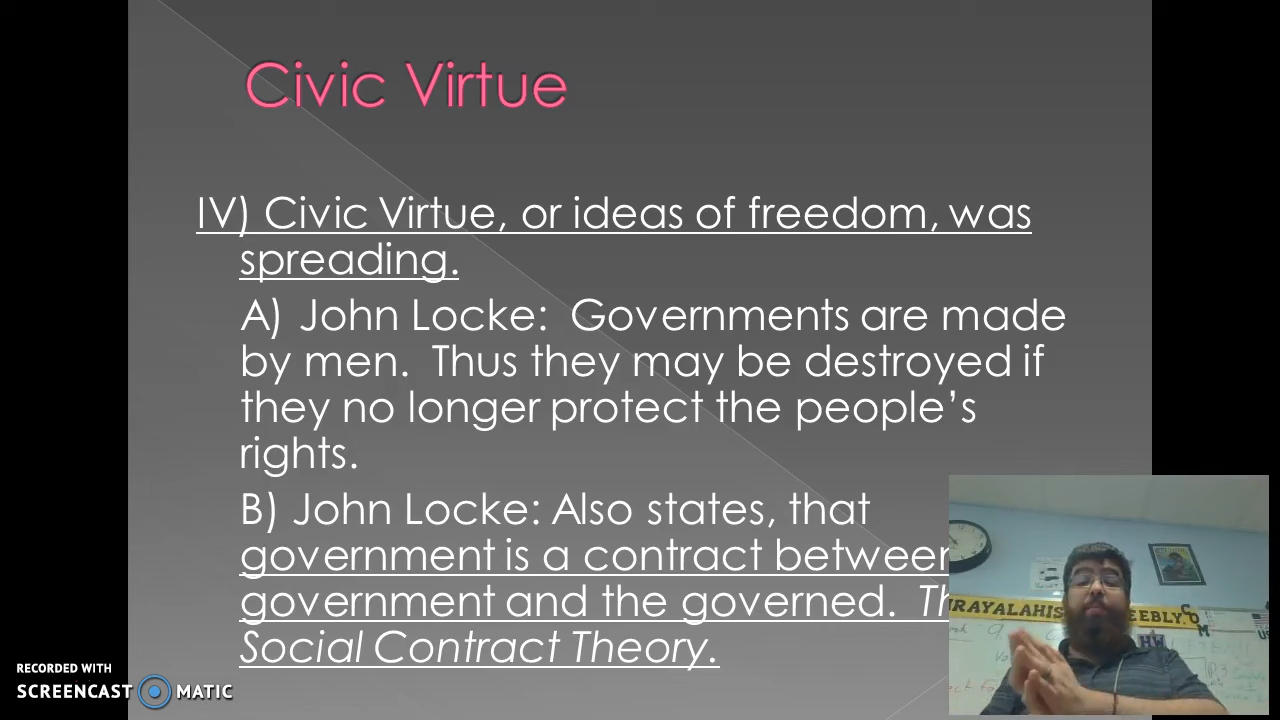 Civic Virtue
IV) Civic Virtue, or ideas of freedom, was
spreading.
A) John Locke: Governments are made
by men. Thus they may be destroyed if
they no longer protect the people's
rights.
B) John Locke: Also states, that
government is a contract between
government and the governed.
Social Contract Theory.
RECORDED WITH
SCREENCAST MATIC